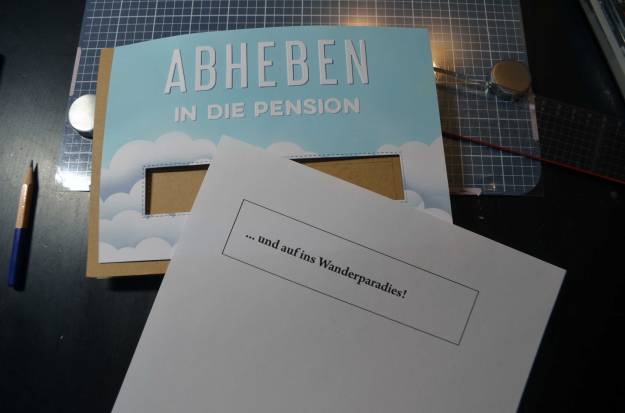 ABHEBEN
IN DIE PENSION
... und auf ins Wanderparadies!